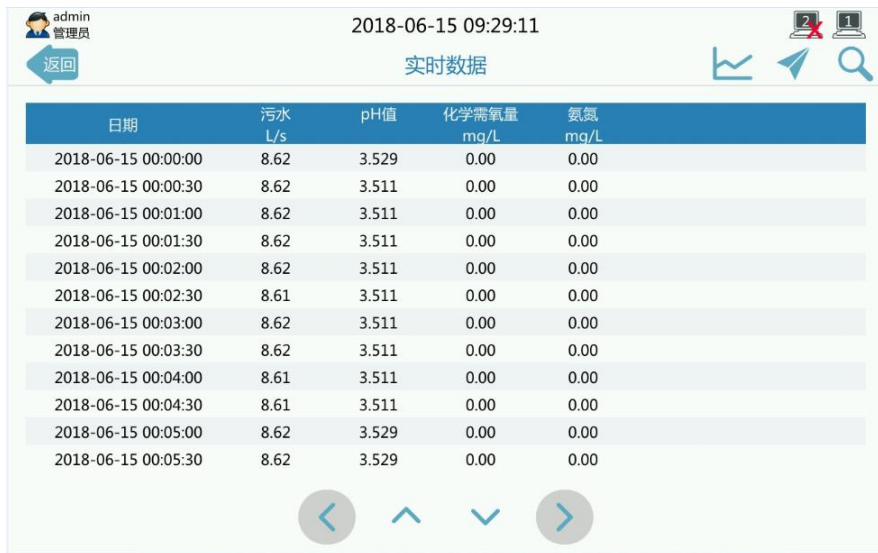 admin
管理员
2018-06-15 09:29:11
2
1
返回
实时数据
日期 污水 pH值 化学需氧量 氨氮
L/s mg/L mg/L
2018-06-15 00:00:00 8.62 3.529 0.00 0.00
2018-06-15 00:00:30 8.62 3.511 0.00 0.00
2018-06-15 00:01:00 8.62 3.511 0.00 0.00
2018-06-15 00:01:30 8.62 3.511 0.00 0.00
2018-06-15 00:02:00 8.62 3.511 0.00 0.00
2018-06-15 00:02:30 8.61 3.511 0.00 0.00
2018-06-15 00:03:00 8.62 3.511 0.00 0.00
2018-06-15 00:03:30 8.62 3.511 0.00 0.00
2018-06-15 00:04:00 8.61 3.511 0.00 0.00
2018-06-15 00:04:30 8.61 3.511 0.00 0.00
2018-06-15 00:05:00 8.62 3.529 0.00 0.00
2018-06-15 00:05:30 8.62 3.529 0.00 0.00